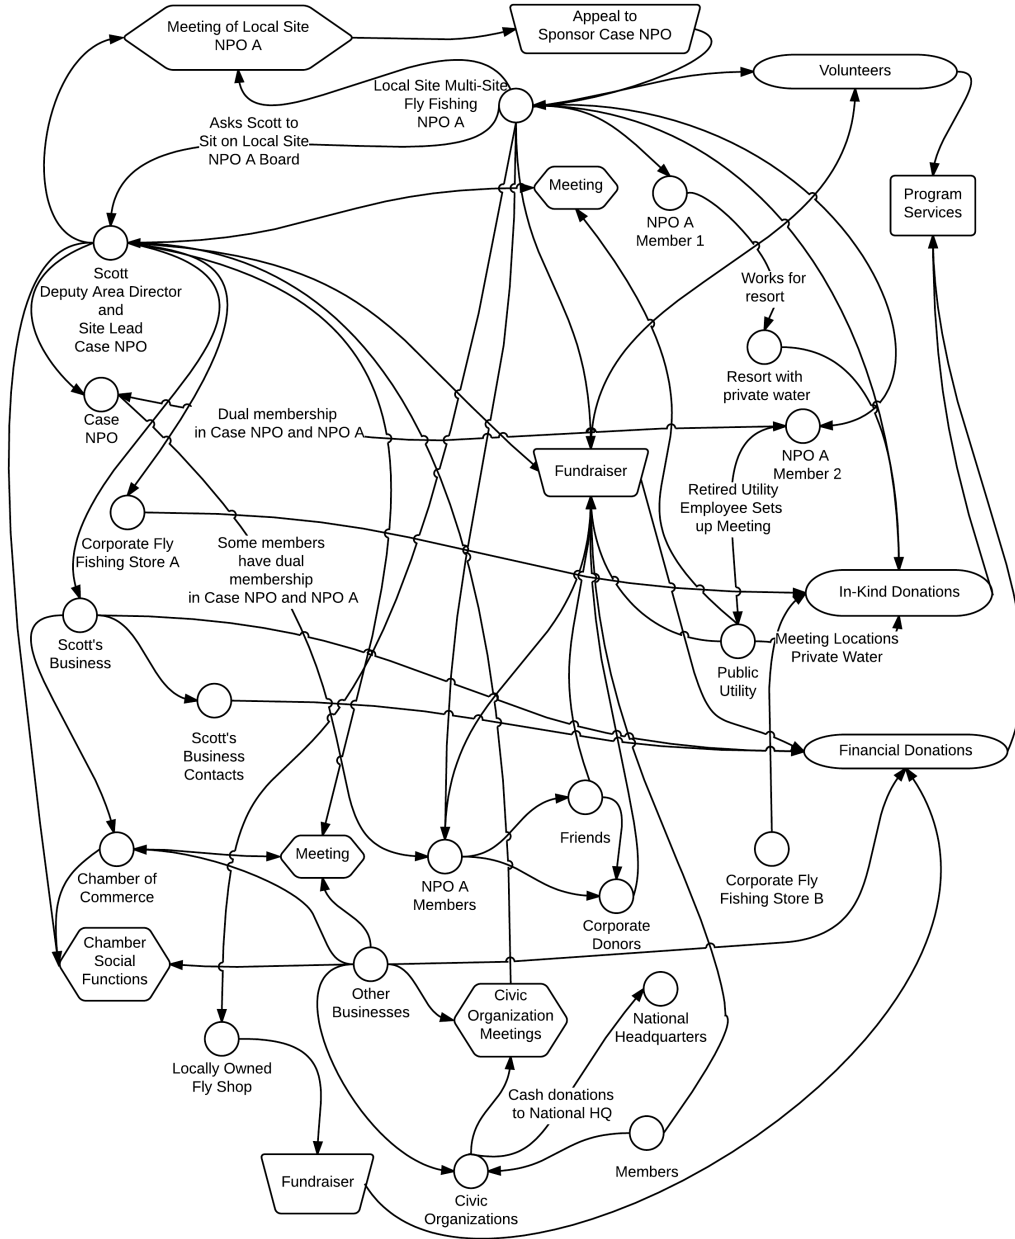 Meeting of Local Site
NPO A
Appeal to
Sponsor Case NPO
Volunteers
Local Site Multi-Site
Fly Fishing
NPO A
Asks Scott to
Sit on Local Site
NPO A Board
Meeting
NPO A
Member 1
Program
Services
Scott
Deputy Area Director
and
Site Lead
Case NPO
Works for
resort
Resort with
private water
Case
NPO
Dual membership
in Case NPO and NPO A
NPO A
Member 2
Fundraiser
Retired Utility
Employee Sets
up Meeting
Corporate Fly
Fishing Store A
Some members
have dual
membership
in Case NPO and NPO A
In-Kind Donations
Scott's
Business
Meeting Locations
Private Water
Public
Utility
Scott's
Business
Contacts
Financial Donations
Friends
Meeting
Chamber of
Commerce
NPO A
Members
Corporate Fly
Fishing Store B
Corporate
Donors
Chamber
Social
Functions
Other
Businesses
Civic
Organization
Meetings
National
Headquarters
Locally Owned
Fly Shop
Cash donations
to National HQ
Members
Fundraiser
Civic
Organizations